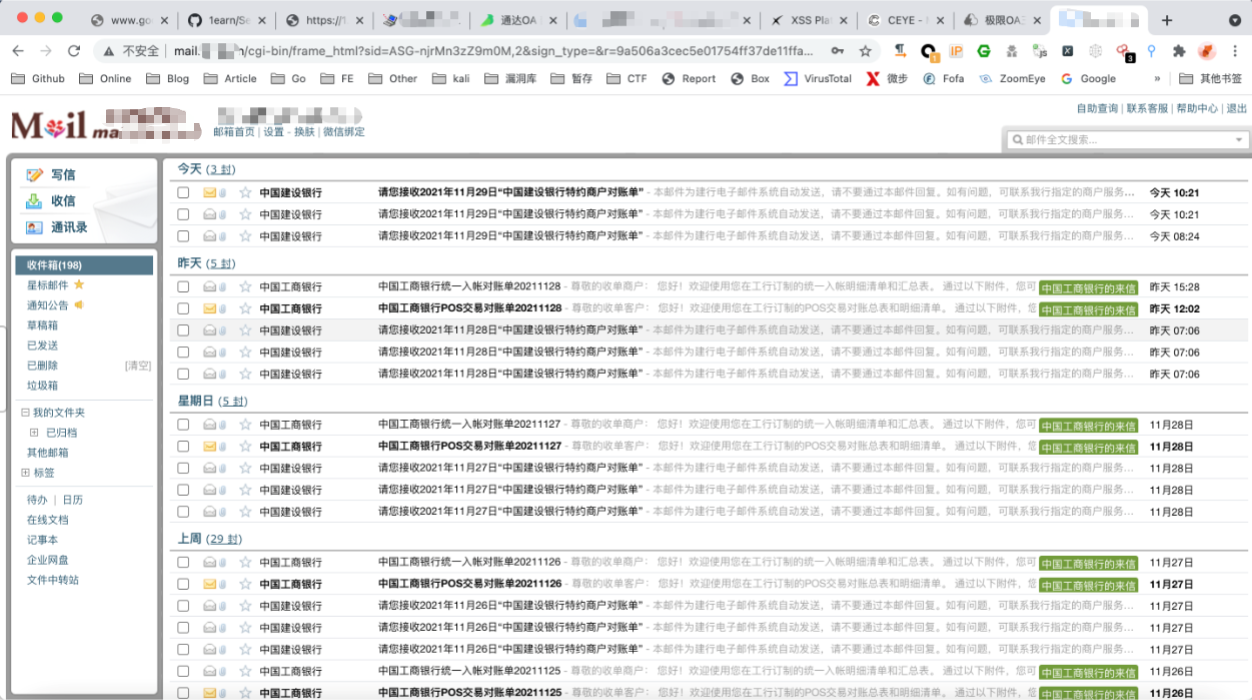 www.go
1earn/Se
https://1
通达OA
XSS Pla
CEYE -
极限OA
不安全 mail. n/cgi-bin/frame_html?sid=ASG-njrMn3zZ9m0M,2&sign_type=&r=9a506a3cec5e01754ff37de11ffa...
Github Online Blog Article Go FE Other kali 漏洞库 暂存 CTF Report Box VirusTotal 微步 Fofa ZoomEye Google » 其他书签
自助查询 | 联系客服 | 帮助中心 | 退出
Mail ma
邮箱首页 | 设置 - 换肤 | 微信绑定
邮件全文搜索...
写信
收信
通讯录
收件箱(198)
星标邮件
通知公告
草稿箱
已发送
已删除 [清空]
垃圾箱
我的文件夹
已归档
其他邮箱
标签
待办 | 日历
在线文档
记事本
企业网盘
文件中转站
今天 (3 封)
中国建设银行 请您接收2021年11月29日“中国建设银行特约商户对账单” - 本邮件为建行电子邮件系统自动发送，请不要通过本邮件回复。如有问题，可联系我行指定的商户服务... 今天 10:21
中国建设银行 请您接收2021年11月29日“中国建设银行特约商户对账单” - 本邮件为建行电子邮件系统自动发送，请不要通过本邮件回复。如有问题，可联系我行指定的商户服务... 今天 10:21
中国建设银行 请您接收2021年11月29日“中国建设银行特约商户对账单” - 本邮件为建行电子邮件系统自动发送，请不要通过本邮件回复。如有问题，可联系我行指定的商户服务... 今天 08:24
昨天 (5 封)
中国工商银行 中国工商银行统一入帐对账单20211128 - 尊敬的收单商户： 您好！欢迎使用您在工行订制的统一入帐明细清单和汇总表。 通过以下附件，您可 中国工商银行的来信 昨天 15:28
中国工商银行 中国工商银行POS交易对账单20211128 - 尊敬的收单客户： 您好！欢迎使用您在工行订制的POS交易对账总表和明细清单。 通过以下附件，您 中国工商银行的来信 昨天 12:02
中国建设银行 请您接收2021年11月28日“中国建设银行特约商户对账单” - 本邮件为建行电子邮件系统自动发送，请不要通过本邮件回复。如有问题，可联系我行指定的商户服务... 昨天 07:06
中国建设银行 请您接收2021年11月28日“中国建设银行特约商户对账单” - 本邮件为建行电子邮件系统自动发送，请不要通过本邮件回复。如有问题，可联系我行指定的商户服务... 昨天 07:06
中国建设银行 请您接收2021年11月28日“中国建设银行特约商户对账单” - 本邮件为建行电子邮件系统自动发送，请不要通过本邮件回复。如有问题，可联系我行指定的商户服务... 昨天 07:06
星期日 (5 封)
中国工商银行 中国工商银行统一入帐对账单20211127 - 尊敬的收单商户： 您好！欢迎使用您在工行订制的统一入帐明细清单和汇总表。 通过以下附件，您可 中国工商银行的来信 11月28日
中国工商银行 中国工商银行POS交易对账单20211127 - 尊敬的收单客户： 您好！欢迎使用您在工行订制的POS交易对账总表和明细清单。 通过以下附件，您 中国工商银行的来信 11月28日
中国建设银行 请您接收2021年11月27日“中国建设银行特约商户对账单” - 本邮件为建行电子邮件系统自动发送，请不要通过本邮件回复。如有问题，可联系我行指定的商户服务... 11月28日
中国建设银行 请您接收2021年11月27日“中国建设银行特约商户对账单” - 本邮件为建行电子邮件系统自动发送，请不要通过本邮件回复。如有问题，可联系我行指定的商户服务... 11月28日
中国建设银行 请您接收2021年11月27日“中国建设银行特约商户对账单” - 本邮件为建行电子邮件系统自动发送，请不要通过本邮件回复。如有问题，可联系我行指定的商户服务... 11月28日
上周 (29 封)
中国工商银行 中国工商银行统一入帐对账单20211126 - 尊敬的收单商户： 您好！欢迎使用您在工行订制的统一入帐明细清单和汇总表。 通过以下附件，您可 中国工商银行的来信 11月27日
中国工商银行 中国工商银行POS交易对账单20211126 - 尊敬的收单客户： 您好！欢迎使用您在工行订制的POS交易对账总表和明细清单。 通过以下附件，您 中国工商银行的来信 11月27日
中国建设银行 请您接收2021年11月26日“中国建设银行特约商户对账单” - 本邮件为建行电子邮件系统自动发送，请不要通过本邮件回复。如有问题，可联系我行指定的商户服务... 11月27日
中国建设银行 请您接收2021年11月26日“中国建设银行特约商户对账单” - 本邮件为建行电子邮件系统自动发送，请不要通过本邮件回复。如有问题，可联系我行指定的商户服务... 11月27日
中国建设银行 请您接收2021年11月26日“中国建设银行特约商户对账单” - 本邮件为建行电子邮件系统自动发送，请不要通过本邮件回复。如有问题，可联系我行指定的商户服务... 11月27日
中国工商银行 中国工商银行统一入帐对账单20211125 - 尊敬的收单商户： 您好！欢迎使用您在工行订制的统一入帐明细清单和汇总表。 通过以下附件，您可 中国工商银行的来信 11月26日
中国工商银行 中国工商银行POS交易对账单20211125 - 尊敬的收单客户： 您好！欢迎使用您在工行订制的POS交易对账总表和明细清单。 通过以下附件，您 中国工商银行的来信 11月26日